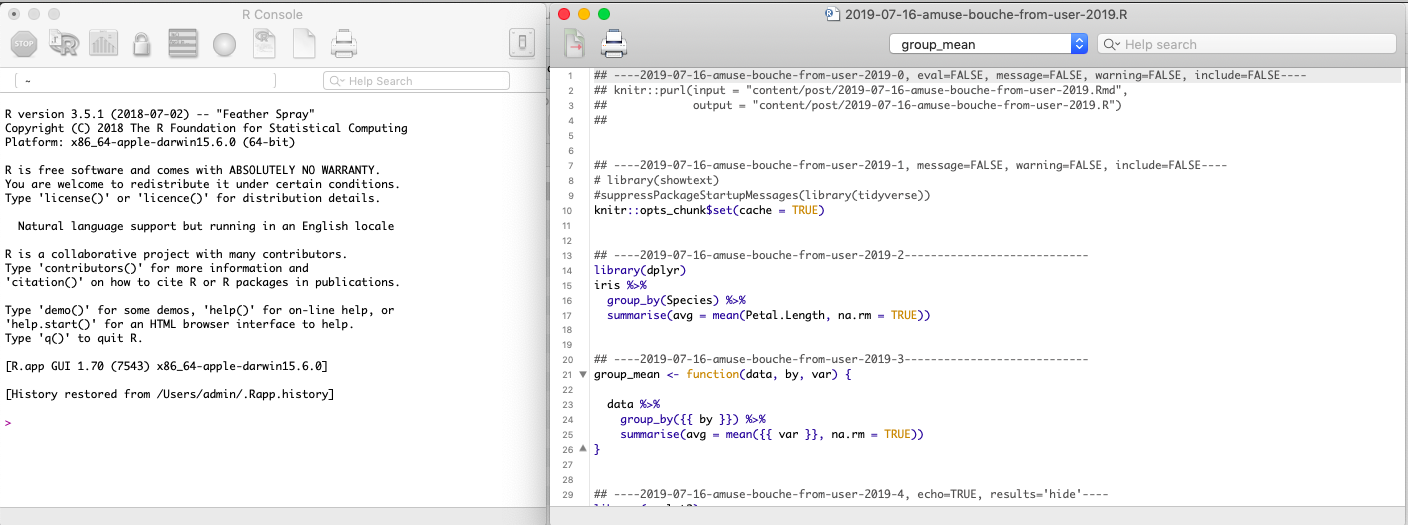 R Console
STOP
~
Help Search
R version 3.5.1 (2018-07-02) -- "Feather Spray"
Copyright (C) 2018 The R Foundation for Statistical Computing
Platform: x86_64-apple-darwin15.6.0 (64-bit)
R is free software and comes with ABSOLUTELY NO WARRANTY.
You are welcome to redistribute it under certain conditions.
Type 'license()' or 'licence()' for distribution details.
Natural language support but running in an English locale
R is a collaborative project with many contributors.
Type 'contributors()' for more information and
'citation()' on how to cite R or R packages in publications.
Type 'demo()' for some demos, 'help()' for on-line help, or
'help.start()' for an HTML browser interface to help.
Type 'q()' to quit R.
[R.app GUI 1.70 (7543) x86_64-apple-darwin15.6.0]
[History restored from /Users/admin/.Rapp.history]
>
2019-07-16-amuse-bouche-from-user-2019.R
group_mean
Help search
1 ## ----2019-07-16-amuse-bouche-from-user-2019-0, eval=FALSE, message=FALSE, warning=FALSE, include=FALSE----
2 ## knitr::purl(input = "content/post/2019-07-16-amuse-bouche-from-user-2019.Rmd",
3 ##             output = "content/post/2019-07-16-amuse-bouche-from-user-2019.R")
4 ##
5
6
7 ## ----2019-07-16-amuse-bouche-from-user-2019-1, message=FALSE, warning=FALSE, include=FALSE----
8 # library(showtext)
9 #suppressPackageStartupMessages(library(tidyverse))
10 knitr::opts_chunk$set(cache = TRUE)
11
12
13 ## ----2019-07-16-amuse-bouche-from-user-2019-2----------------------------
14 library(dplyr)
15 iris %>%
16   group_by(Species) %>%
17   summarise(avg = mean(Petal.Length, na.rm = TRUE))
18
19
20 ## ----2019-07-16-amuse-bouche-from-user-2019-3----------------------------
21 group_mean <- function(data, by, var) {
22
23   data %>%
24     group_by({{ by }}) %>%
25     summarise(avg = mean({{ var }}, na.rm = TRUE))
26 }
27
28
29 ## ----2019-07-16-amuse-bouche-from-user-2019-4, echo=TRUE, results='hide'----